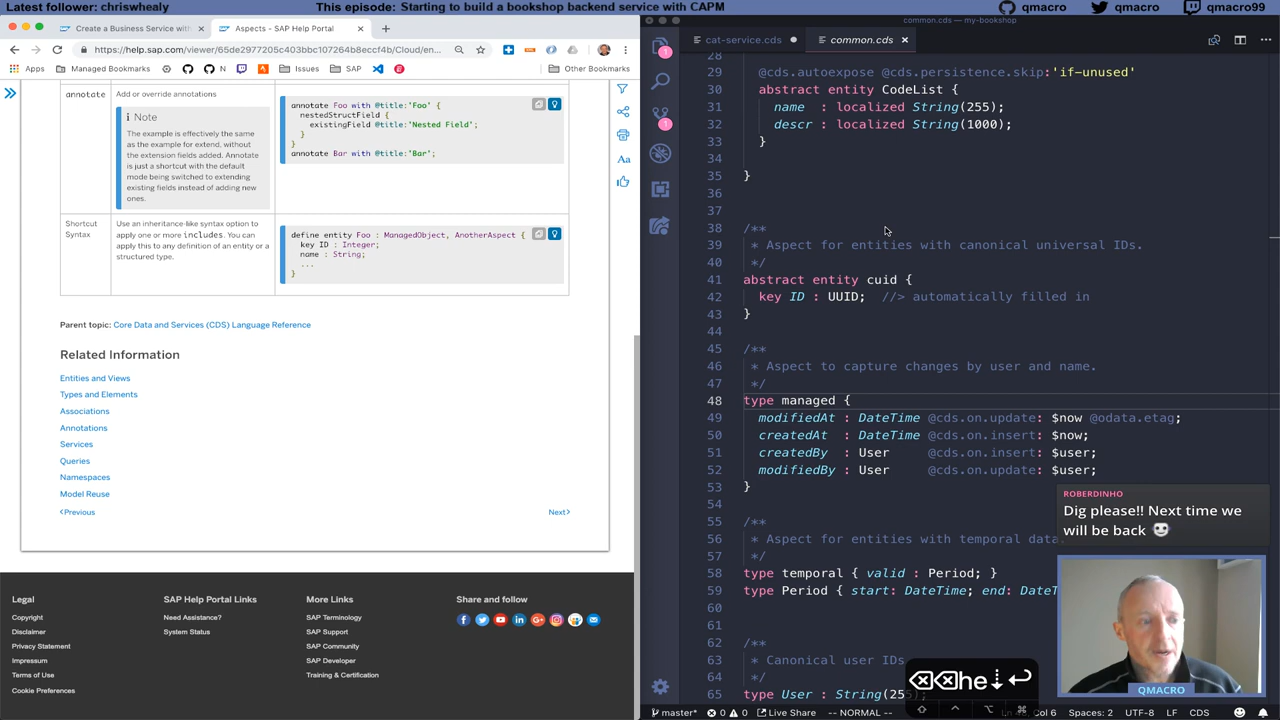 Latest follower: chriswhealy
This episode: Starting to build a bookshop backend service with CAPM
qmacro
qmacro
qmacro99
Create a Business Service with
Aspects - SAP Help Portal
https://help.sap.com/viewer/65de2977205c403bbc107264b8eccf4b/Cloud/en...
Apps
Managed Bookmarks
N
Issues
SAP
Other Bookmarks
annotate
Add or override annotations
i Note
The example is effectively the same
as the example for extend, without
the extension fields added. Annotate
is just a shortcut with the default
mode being switched to extending
existing fields instead of adding new
ones.
annotate Foo with @title:'Foo' {
nestedStructField {
existingField @title:'Nested Field';
}
}
annotate Bar with @title:'Bar';
Shortcut
Syntax
Use an inheritance-like syntax option to
apply one or more includes. You can
apply this to any definition of an entity or a
structured type.
define entity Foo : ManagedObject, AnotherAspect {
key ID : Integer;
name : String;
...
}
Aa
Parent topic: Core Data and Services (CDS) Language Reference
Related Information
Entities and Views
Types and Elements
Associations
Annotations
Services
Queries
Namespaces
Model Reuse
‹Previous
Next›
Legal
Copyright
Disclaimer
Privacy Statement
Impressum
Terms of Use
Cookie Preferences
SAP Help Portal Links
Need Assistance?
System Status
More Links
SAP Terminology
SAP Support
SAP Community
SAP Developer
Training & Certification
Share and follow
common.cds — my-bookshop
cat-service.cds
common.cds
1
1
28
29 @cds.autoexpose @cds.persistence.skip:'if-unused'
30 abstract entity CodeList {
31 name : localized String(255);
32 descr : localized String(1000);
33 }
34
35 }
36
37
38 /**
39 * Aspect for entities with canonical universal IDs.
40 */
41 abstract entity cuid {
42 key ID : UUID; //> automatically filled in
43 }
44
45 /**
46 * Aspect to capture changes by user and name.
47 */
48 type managed {
49 modifiedAt : DateTime @cds.on.update: $now @odata.etag;
50 createdAt : DateTime @cds.on.insert: $now;
51 createdBy : User @cds.on.insert: $user;
52 modifiedBy : User @cds.on.update: $user;
53 }
54
55 /**
56 * Aspect for entities with temporal data
57 */
58 type temporal { valid : Period; }
59 type Period { start: DateTime; end: DateT
60
61
62 /**
63 * Canonical user IDs
64 */
65 type User : String(255);
ROBERDINHO
Dig please!! Next time we
will be back
QMACRO
⌫⌫he↓↩
⇧ ⌃ ⌥ ⌘
master*
0
0
Live Share
-- NORMAL --
Col 6
Spaces: 2
UTF-8
LF
CDS